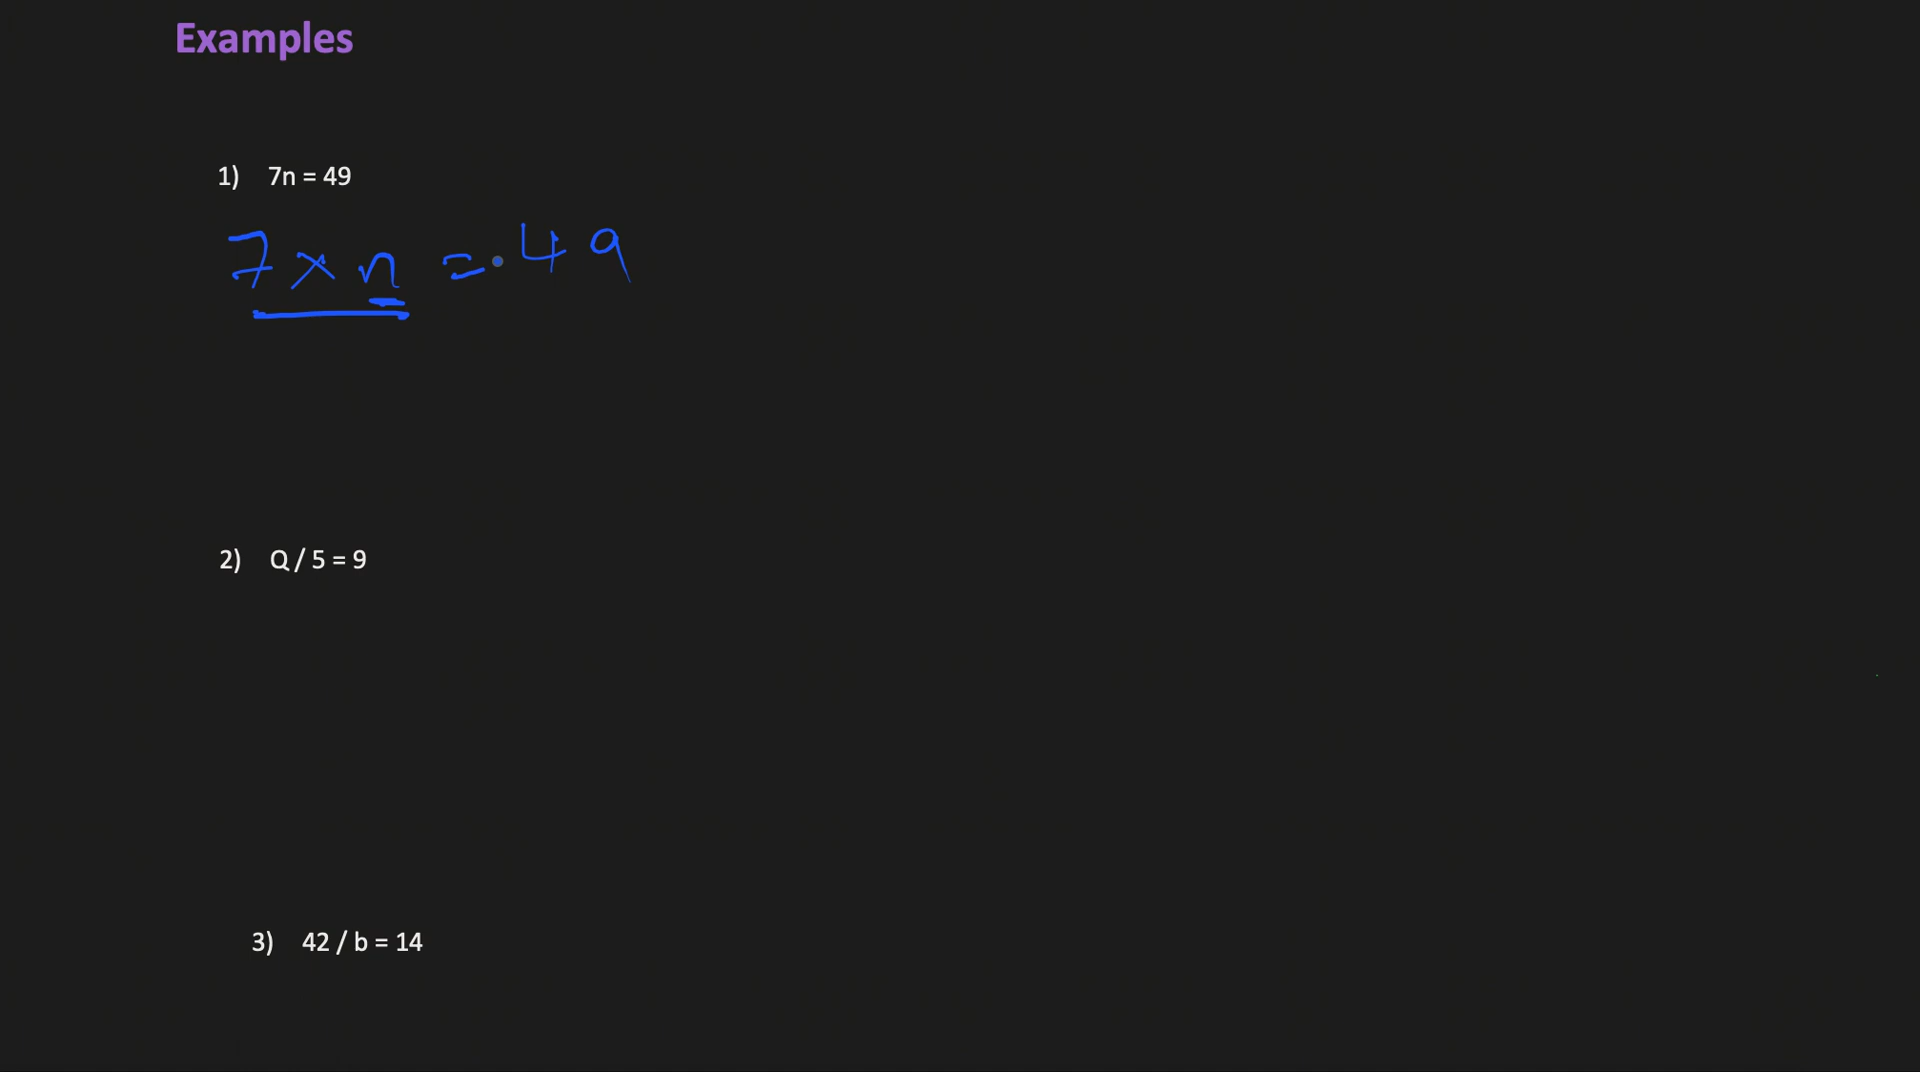 Examples
1) 7n = 49
7 × n = 49
2) Q / 5 = 9
3) 42 / b = 14